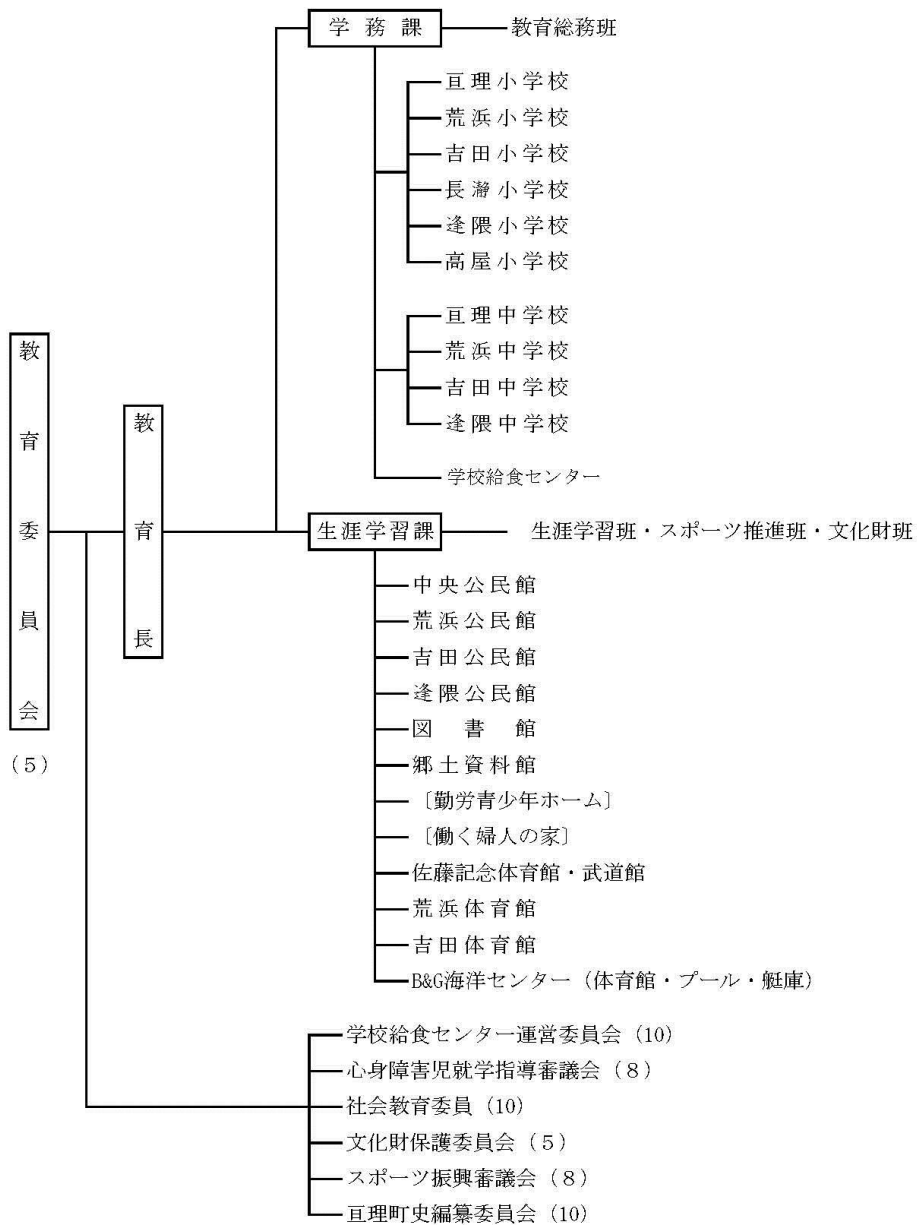 学務課 教育総務班
亘理小学校
荒浜小学校
吉田小学校
長瀞小学校
逢隈小学校
高屋小学校
亘理中学校
荒浜中学校
吉田中学校
逢隈中学校
学校給食センター
教育委員会
(5)
教育長
生涯学習課 生涯学習班・スポーツ推進班・文化財班
中央公民館
荒浜公民館
吉田公民館
逢隈公民館
図書館
郷土資料館
〔勤労青少年ホーム〕
〔働く婦人の家〕
佐藤記念体育館・武道館
荒浜体育館
吉田体育館
B&G海洋センター(体育館・プール・艇庫)
学校給食センター運営委員会(10)
心身障害児就学指導審議会(8)
社会教育委員(10)
文化財保護委員会(5)
スポーツ振興審議会(8)
亘理町史編纂委員会(10)